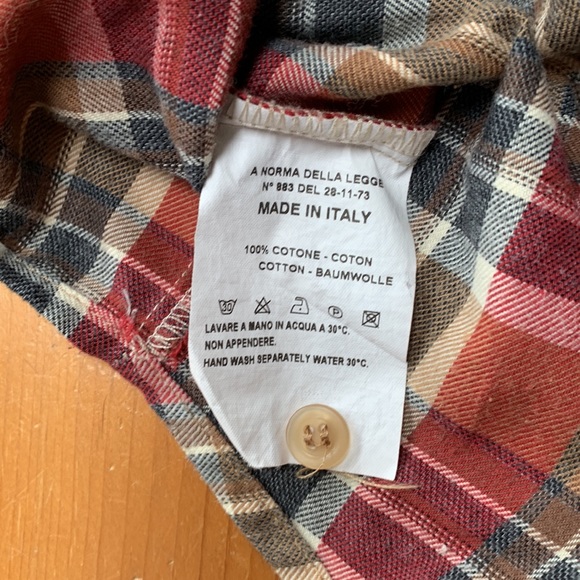 A NORMA DELLA LEGGE
N° 883 DEL 28-11-73
MADE IN ITALY
100% COTONE - COTON
COTTON - BAUMWOLLE
30
P
LAVARE A MANO IN ACQUA A 30°C.
NON APPENDERE.
HAND WASH SEPARATELY WATER 30°C.